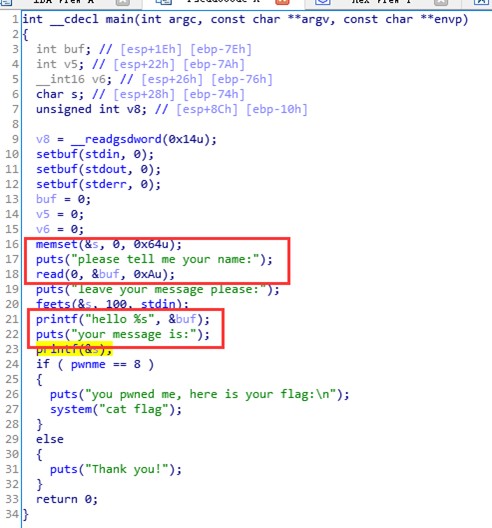 1 int __cdecl main(int argc, const char **argv, const char **envp)
2 {
3 int buf; // [esp+1Eh] [ebp-7Eh]
4 int v5; // [esp+22h] [ebp-7Ah]
5 __int16 v6; // [esp+26h] [ebp-76h]
6 char s; // [esp+28h] [ebp-74h]
7 unsigned int v8; // [esp+8Ch] [ebp-10h]
8
9 v8 = __readgsdword(0x14u);
10 setbuf(stdin, 0);
11 setbuf(stdout, 0);
12 setbuf(stderr, 0);
13 buf = 0;
14 v5 = 0;
15 v6 = 0;
16 memset(&s, 0, 0x64u);
17 puts("please tell me your name:");
18 read(0, &buf, 0xAu);
19 puts("leave your message please:");
20 fgets(&s, 100, stdin);
21 printf("hello %s", &buf);
22 puts("your message is:");
23 printf(&s);
24 if ( pwnme == 8 )
25 {
26 puts("you pwned me, here is your flag:\n");
27 system("cat flag");
28 }
29 else
30 {
31 puts("Thank you!");
32 }
33 return 0;
34 }